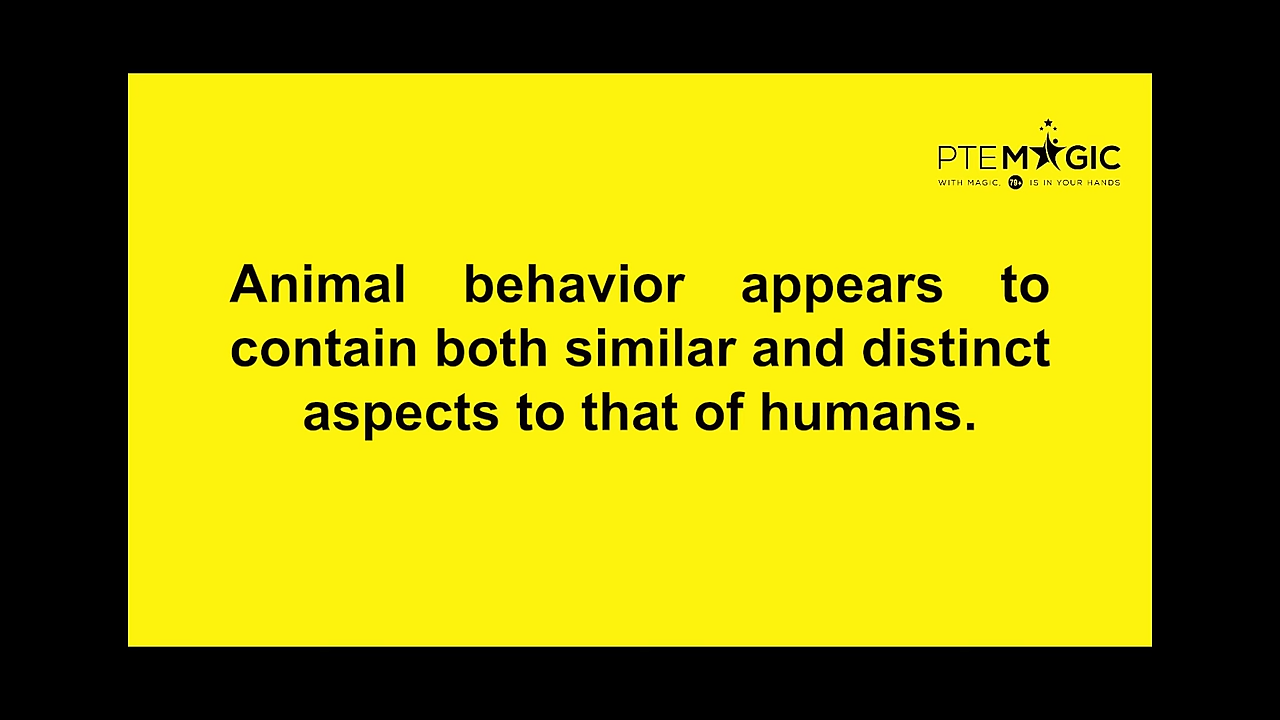 PTEMAGIC
WITH MAGIC, 79+ IS IN YOUR HANDS
Animal behavior appears to
contain both similar and distinct
aspects to that of humans.